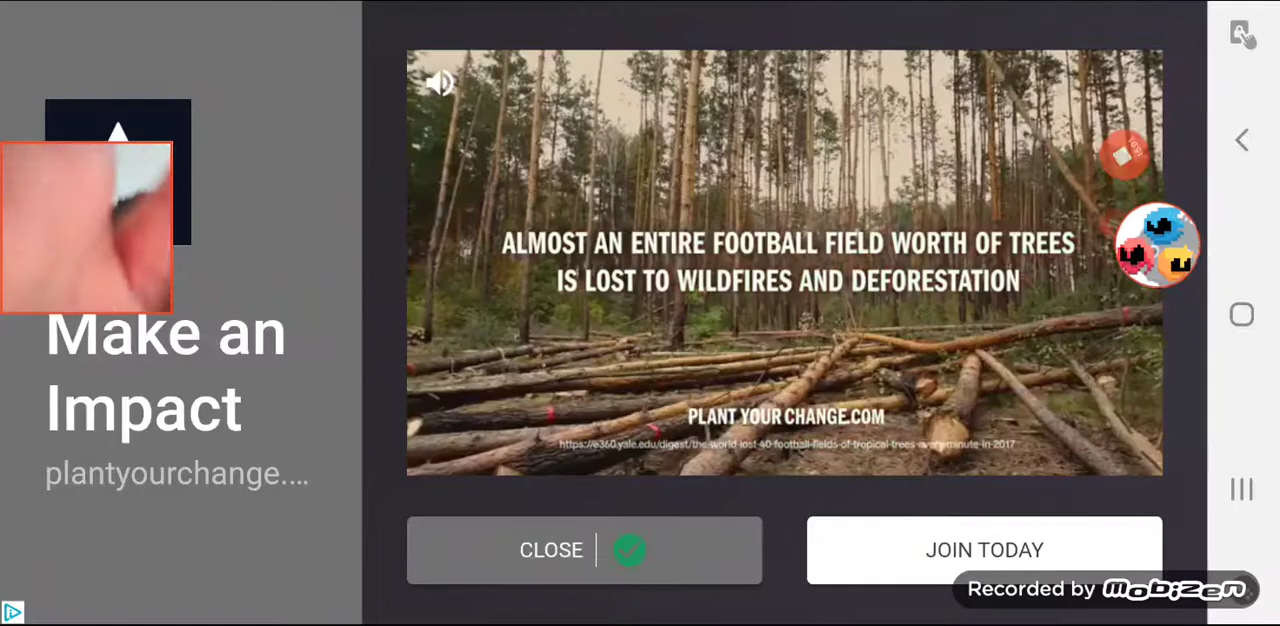 Make an
Impact
plantyourchange....
ALMOST AN ENTIRE FOOTBALL FIELD WORTH OF TREES
IS LOST TO WILDFIRES AND DEFORESTATION
PLANT YOUR CHANGE.COM
https://e360.yale.edu/digest/the-world-lost-40-football-fields-of-tropical-trees-every-minute-in-2017
CLOSE
JOIN TODAY
Recorded by MOBIZEN